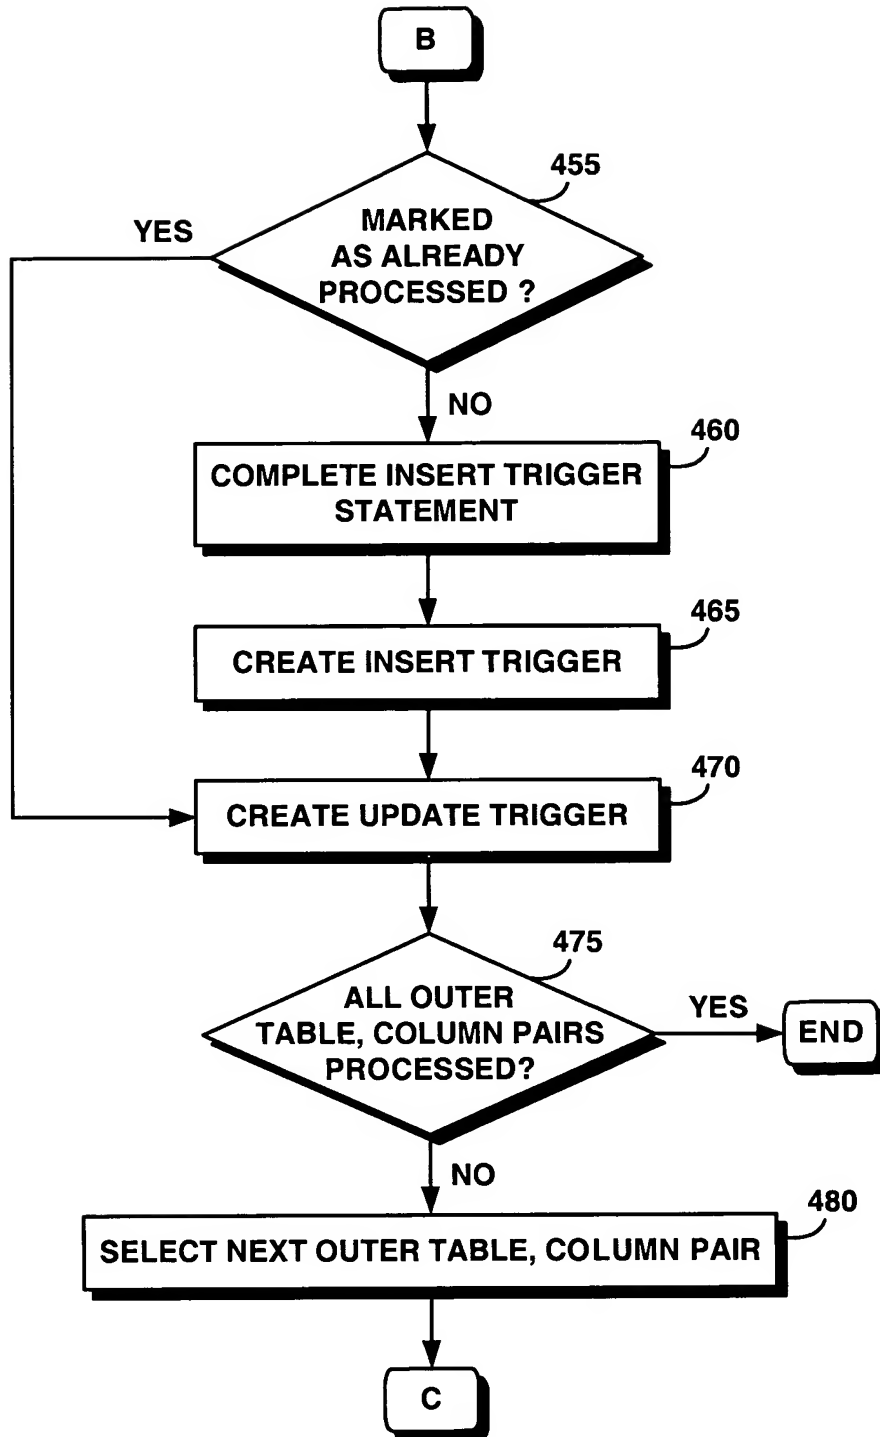 B
455
MARKED
AS ALREADY
PROCESSED ?
YES
NO
460
COMPLETE INSERT TRIGGER
STATEMENT
465
CREATE INSERT TRIGGER
470
CREATE UPDATE TRIGGER
475
ALL OUTER
TABLE, COLUMN PAIRS
PROCESSED?
YES
END
NO
480
SELECT NEXT OUTER TABLE, COLUMN PAIR
C